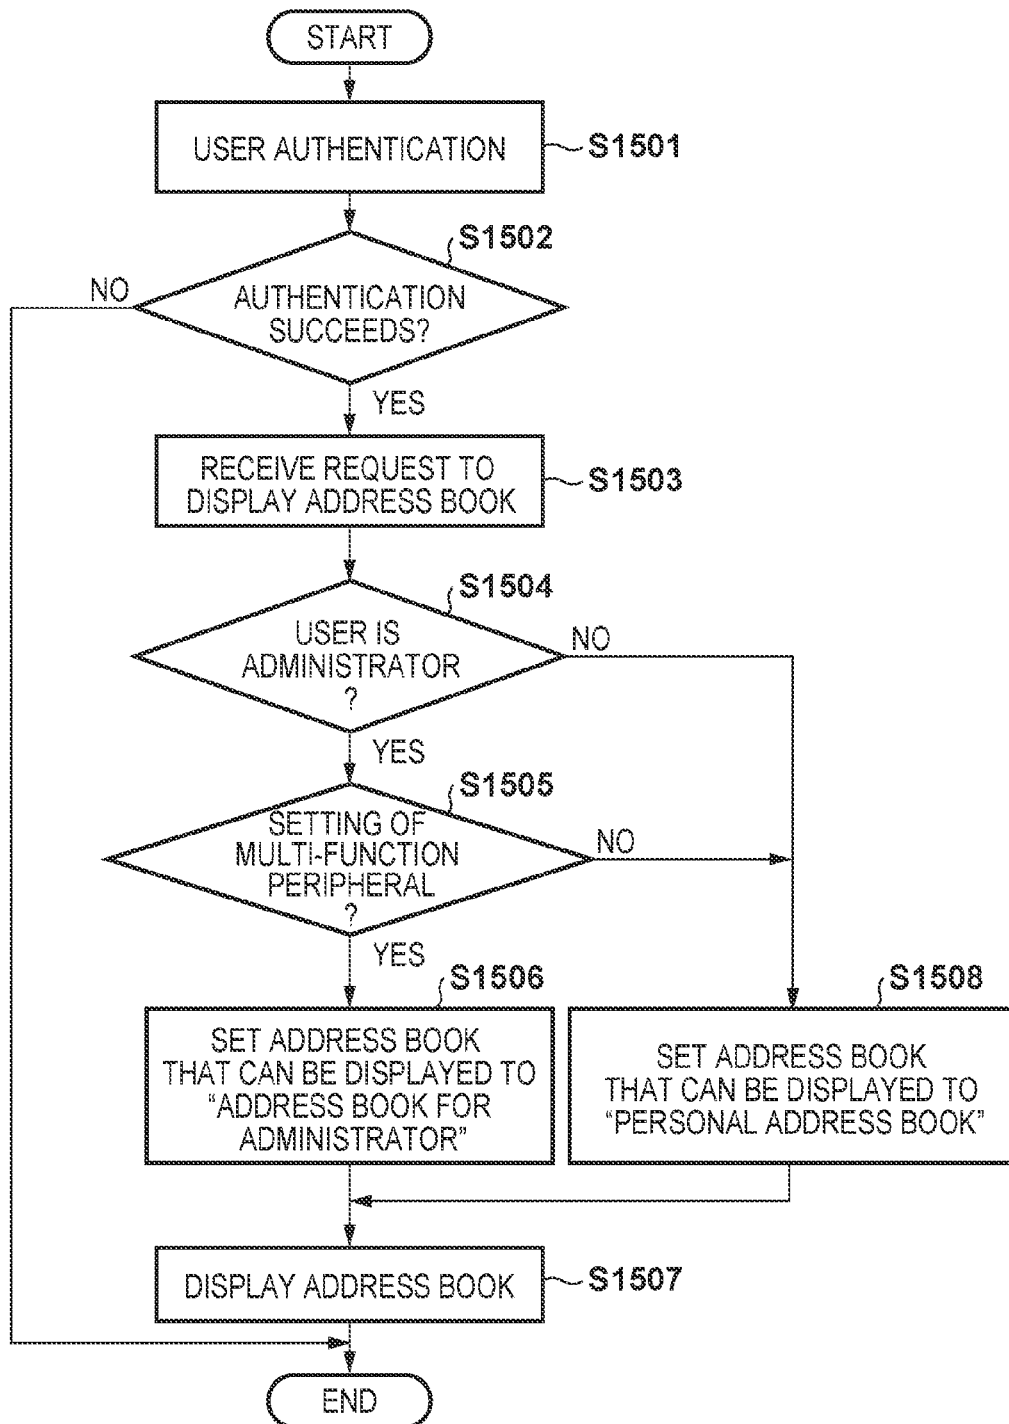 START
USER AUTHENTICATION
S1501
S1502
NO
AUTHENTICATION
SUCCEEDS?
YES
RECEIVE REQUEST TO
DISPLAY ADDRESS BOOK
S1503
S1504
USER IS
ADMINISTRATOR
?
NO
YES
S1505
SETTING OF
MULTI-FUNCTION
PERIPHERAL
?
NO
YES
S1506
SET ADDRESS BOOK
THAT CAN BE DISPLAYED TO
“ADDRESS BOOK FOR
ADMINISTRATOR”
S1508
SET ADDRESS BOOK
THAT CAN BE DISPLAYED TO
“PERSONAL ADDRESS BOOK”
DISPLAY ADDRESS BOOK
S1507
END